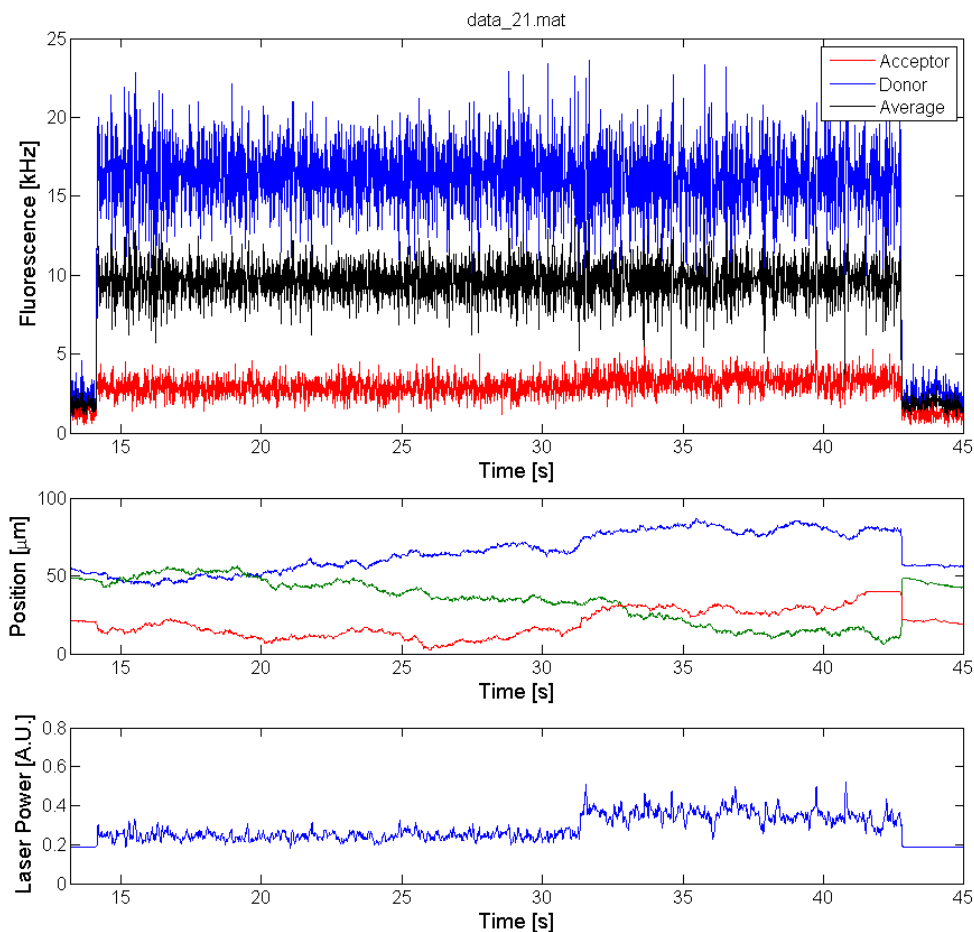 data_21.mat
25
20
15
10
5
0
Fluorescence [kHz]
Acceptor
Donor
Average
15 20 25 30 35 40 45
Time [s]
100
50
0
Position [μm]
15 20 25 30 35 40 45
Time [s]
0.8
0.6
0.4
0.2
0
Laser Power [A.U.]
15 20 25 30 35 40 45
Time [s]